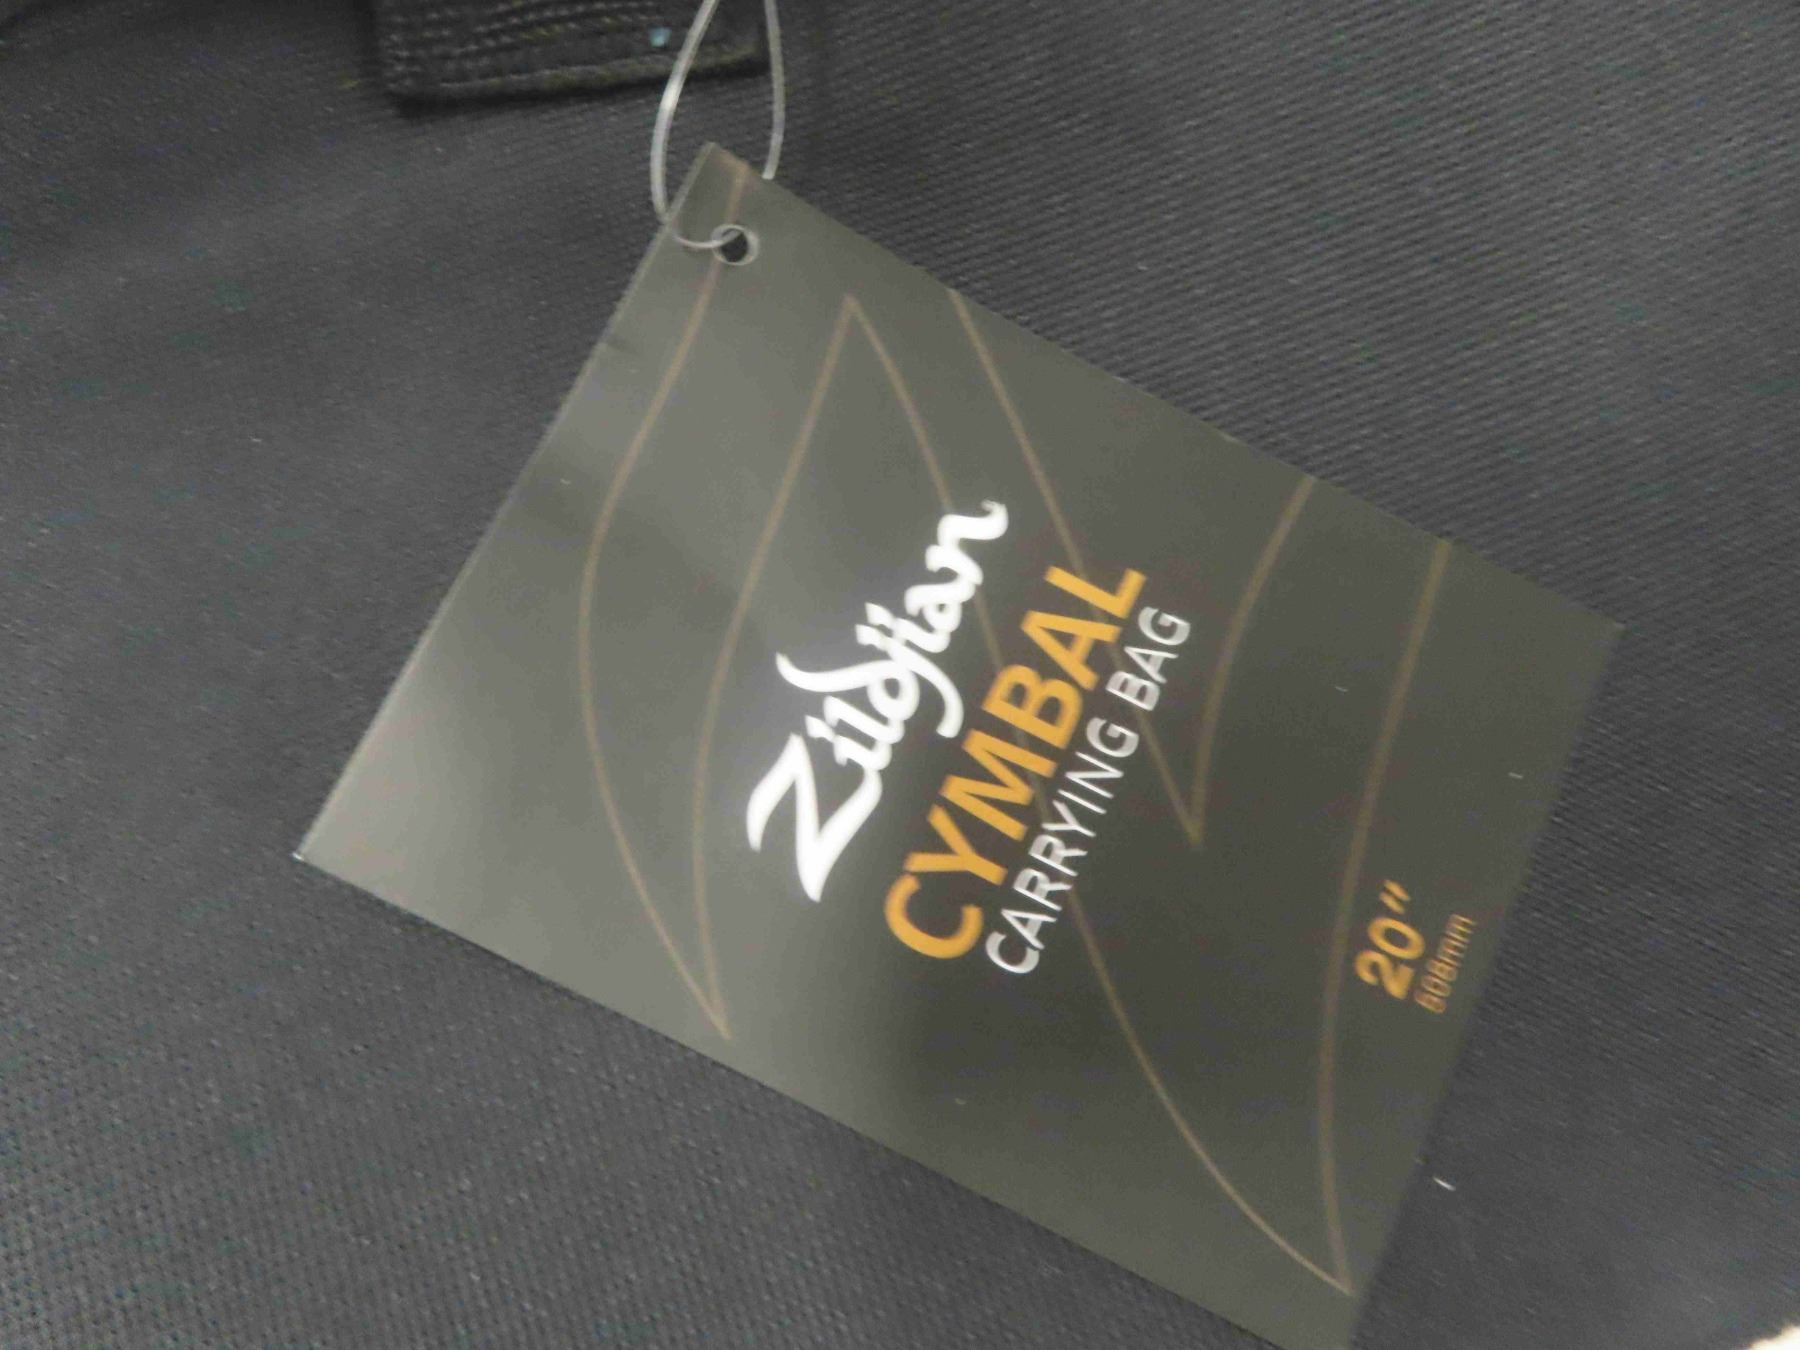 Zildjian
CYMBAL
CARRYING BAG
20"
508mm